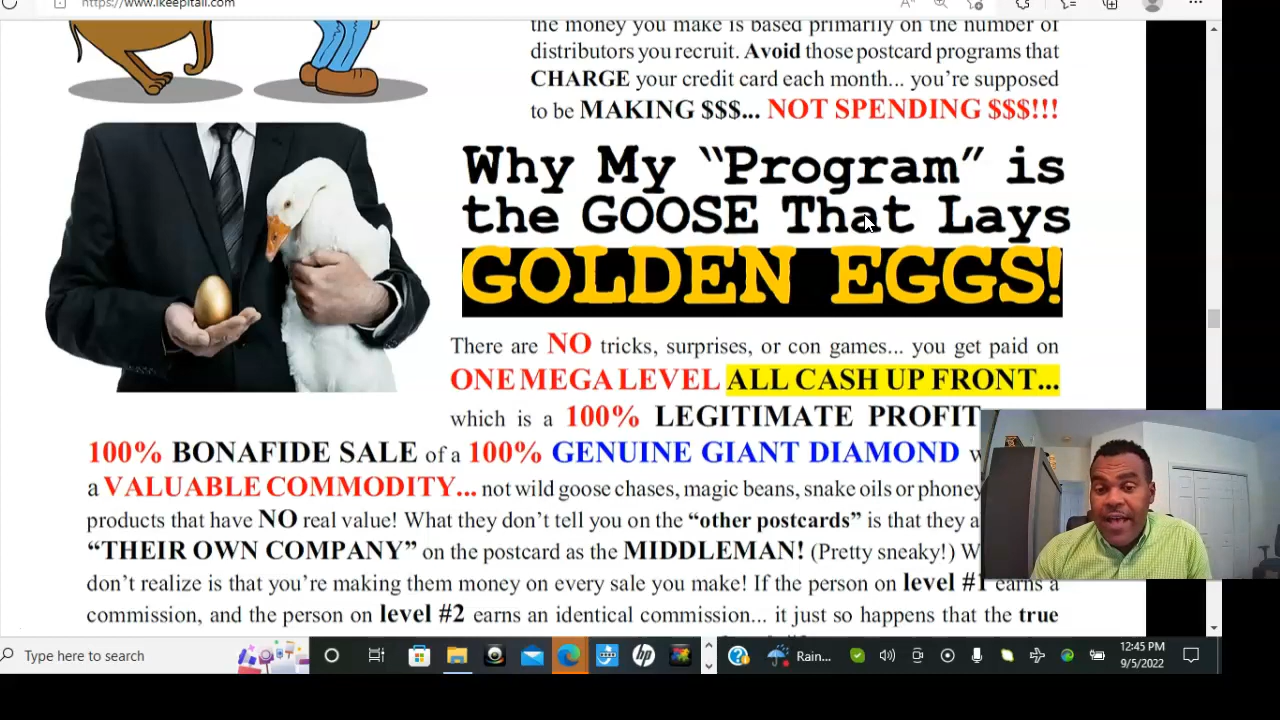 https://www.ikeepitall.com
the money you make is based primarily on the number of
distributors you recruit. Avoid those postcard programs that
CHARGE your credit card each month... you're supposed
to be MAKING $$$... NOT SPENDING $$$!!!
Why My “Program” is
the GOOSE That Lays
GOLDEN EGGS!
There are NO tricks, surprises, or con games... you get paid on
ONE MEGA LEVEL ALL CASH UP FRONT...
which is a 100% LEGITIMATE PROFIT
100% BONAFIDE SALE of a 100% GENUINE GIANT DIAMOND
a VALUABLE COMMODITY... not wild goose chases, magic beans, snake oils or phoney
products that have NO real value! What they don't tell you on the “other postcards” is that they
“THEIR OWN COMPANY” on the postcard as the MIDDLEMAN! (Pretty sneaky!)
don't realize is that you're making them money on every sale you make! If the person on level #1 earns a
commission, and the person on level #2 earns an identical commission... it just so happens that the true
Type here to search
hp
Rain...
12:45 PM
9/5/2022